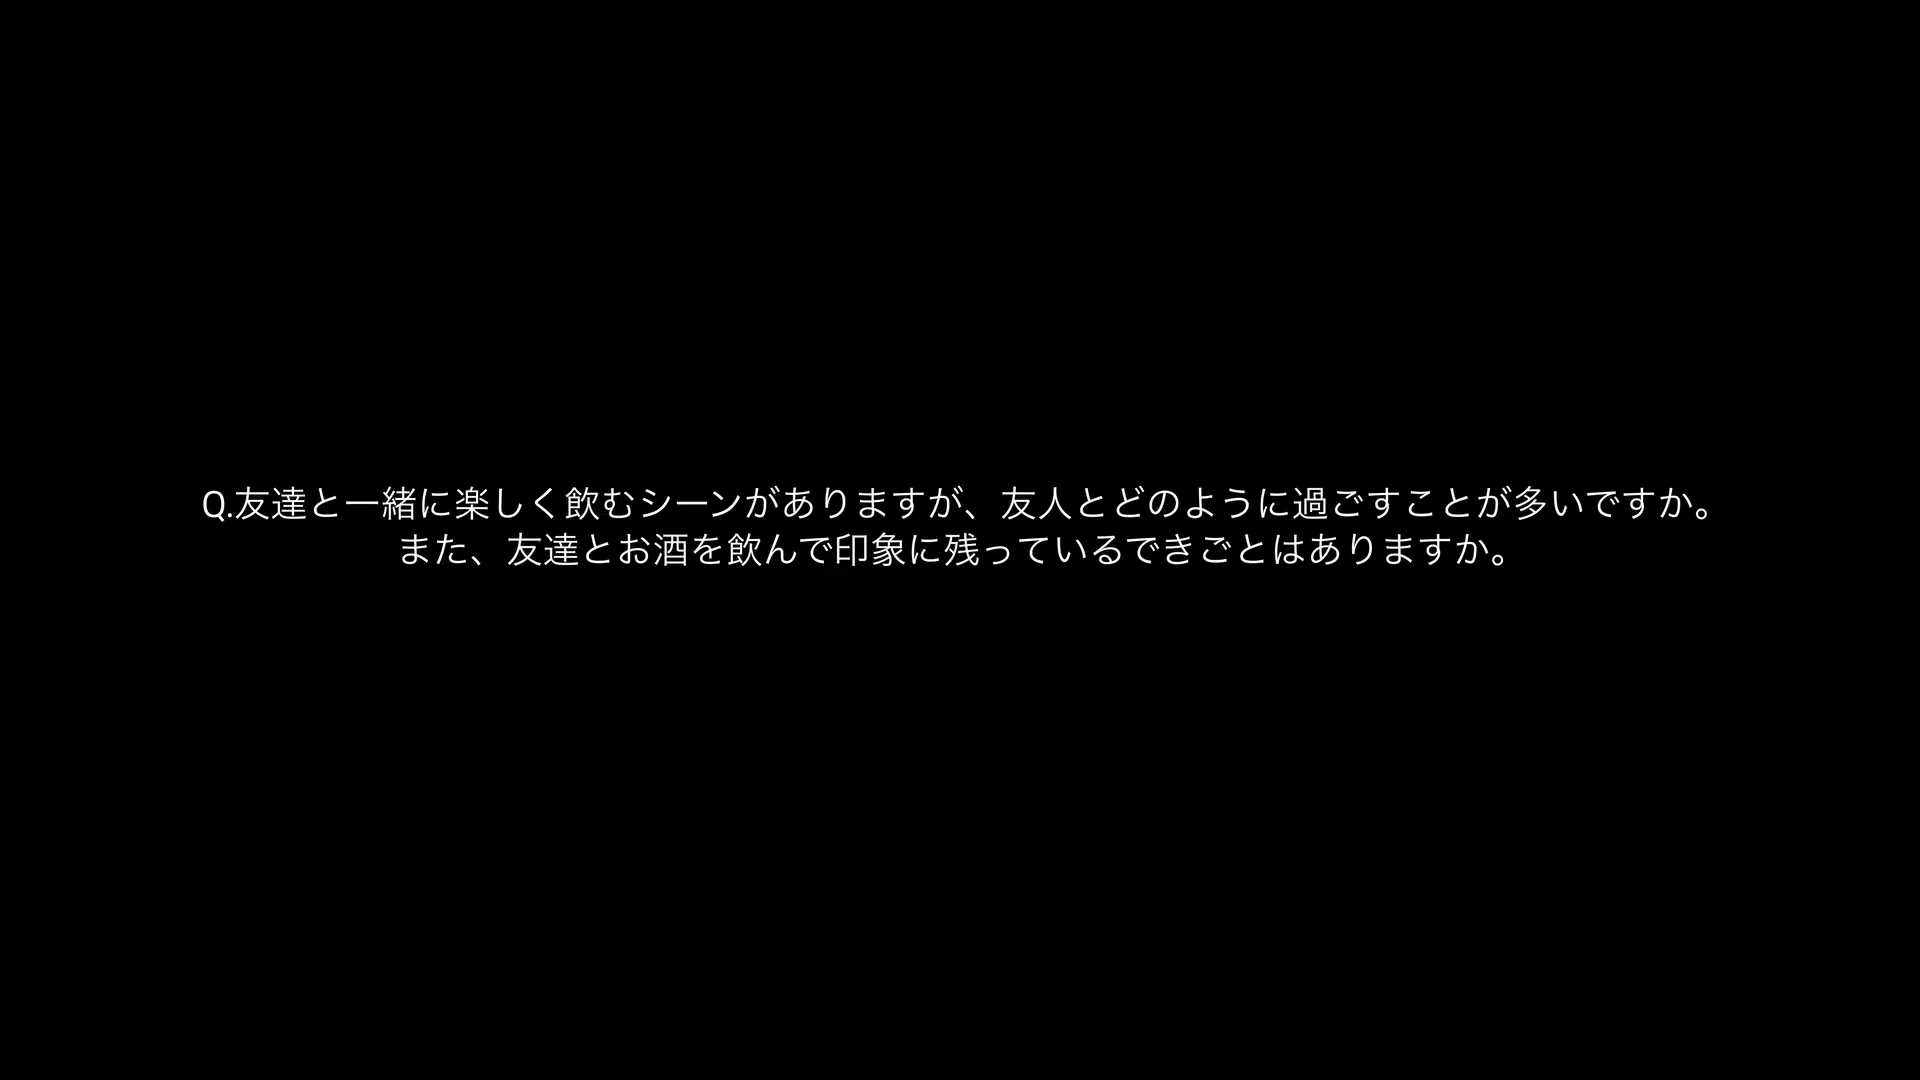 Q.友達と一緒に楽しく飲むシーンがありますが、友人とどのように過ごすことが多いですか。
また、友達とお酒を飲んで印象に残っているできごとはありますか。